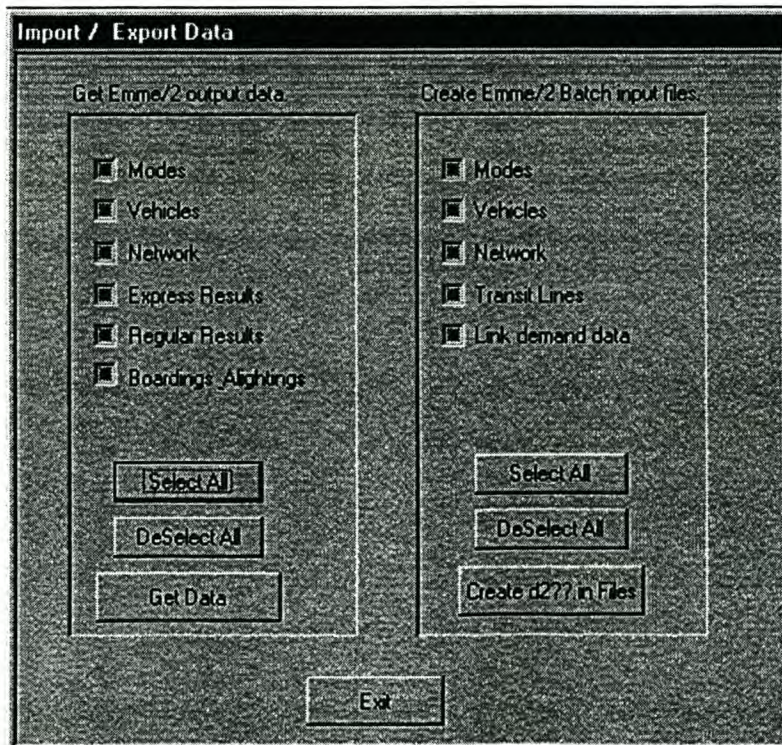 Import / Export Data
Get Emme/2 output data
Modes
Vehicles
Network
Express Results
Regular Results
Boardings_Alightings
Select All
DeSelect All
Get Data
Create Emme/2 Batch input files
Modes
Vehicles
Network
Transit Lines
Link demand data
Select All
DeSelect All
Create d2??.in Files
Exit